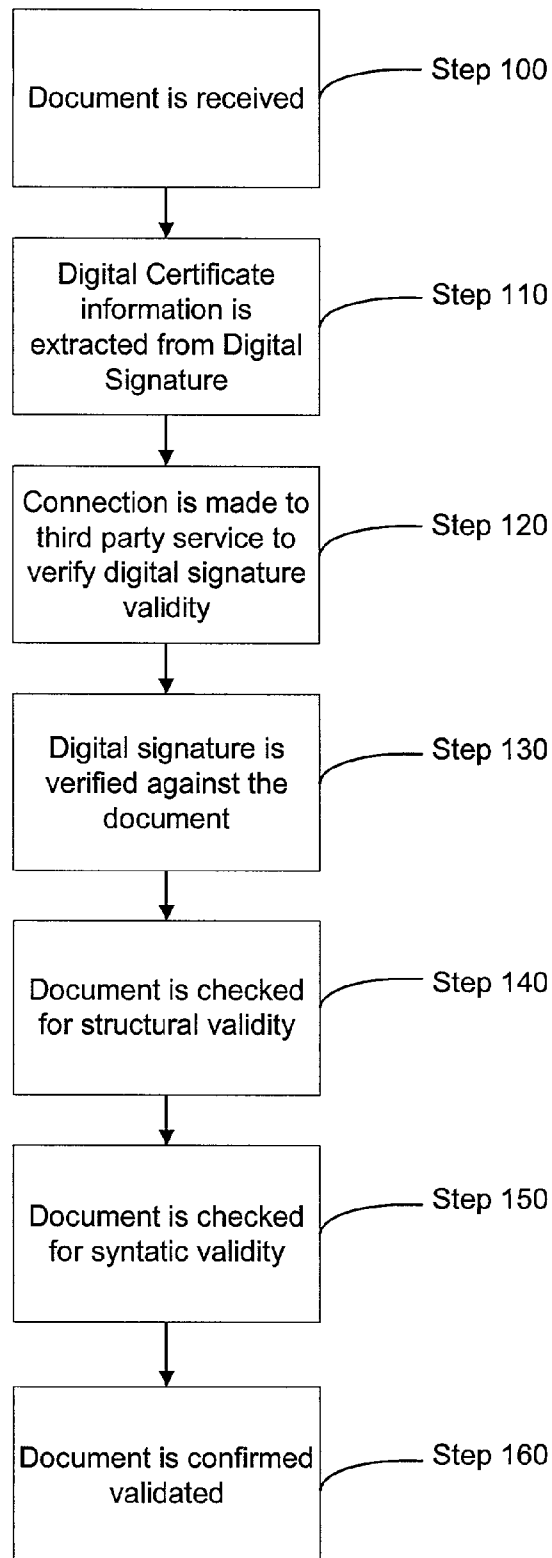 Document is received
Step 100
Digital Certificate
information is
extracted from Digital
Signature
Step 110
Connection is made to
third party service to
verify digital signature
validity
Step 120
Digital signature is
verified against the
document
Step 130
Document is checked
for structural validity
Step 140
Document is checked
for syntatic validity
Step 150
Document is confirmed
validated
Step 160